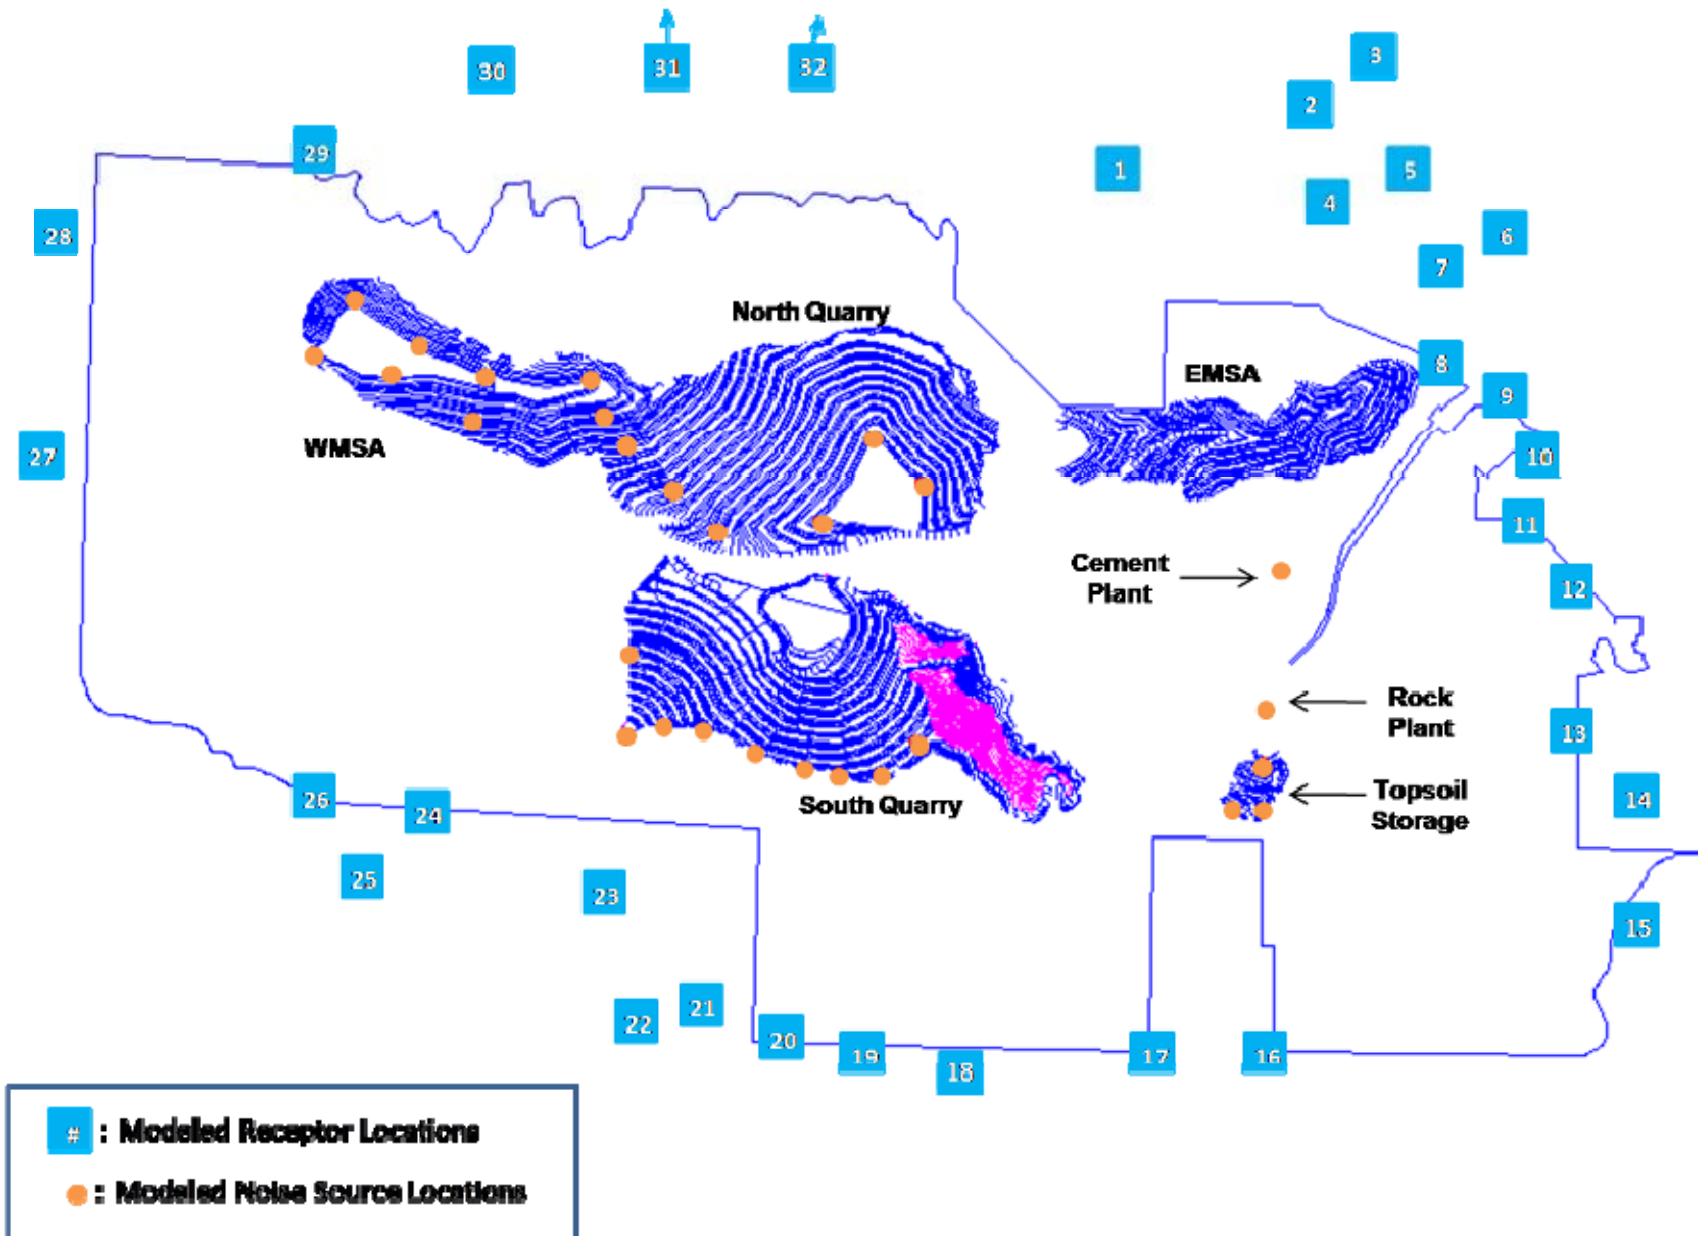 30
31
32
3
2
29
1
5
4
28
6
7
North Quarry
8
EMSA
9
WMSA
27
10
11
Cement
Plant
12
Rock
Plant
13
26
24
South Quarry
Topsoil
Storage
14
25
23
15
22
21
20
19
18
17
16
# : Modeled Receptor Locations
: Modeled Noise Source Locations